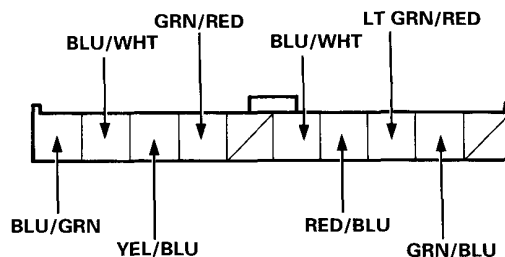 GRN/RED
LT GRN/RED
BLU/WHT
BLU/WHT
BLU/GRN
YEL/BLU
RED/BLU
GRN/BLU